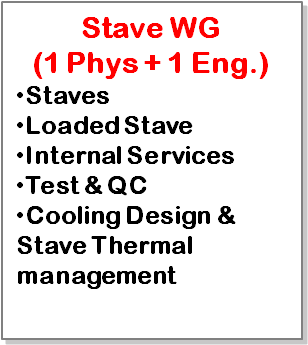 Stave WG
(1 Phys + 1 Eng.)
•Staves
•Loaded Stave
•Internal Services
•Test & QC
•Cooling Design &
Stave Thermal
management